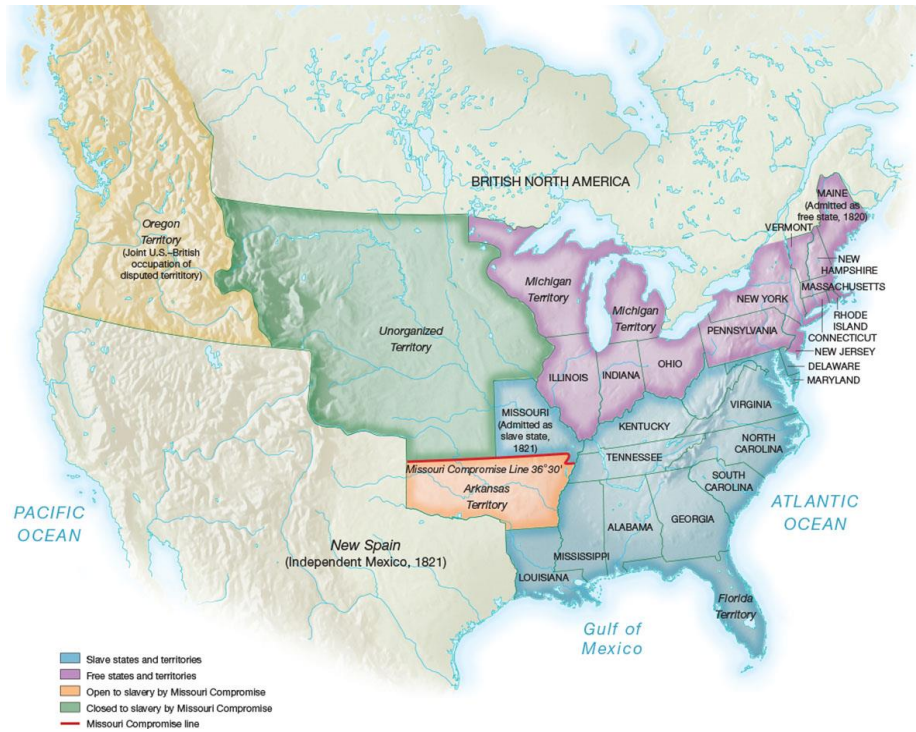 BRITISH NORTH AMERICA
MAINE
(Admitted as
free state, 1820)
VERMONT
NEW
HAMPSHIRE
MASSACHUSETTS
RHODE
ISLAND
CONNECTICUT
NEW JERSEY
DELAWARE
MARYLAND
Oregon
Territory
(Joint U.S.–British
occupation of
disputed terrtitory)
Unorganized
Territory
Michigan
Territory
Michigan
Territory
NEW YORK
PENNSYLVANIA
ILLINOIS
INDIANA
OHIO
MISSOURI
(Admitted as
slave state,
1821)
KENTUCKY
VIRGINIA
TENNESSEE
NORTH
CAROLINA
SOUTH
CAROLINA
Missouri Compromise Line 36°30'
Arkansas
Territory
ALABAMA
GEORGIA
MISSISSIPPI
LOUISIANA
Florida
Territory
New Spain
(Independent Mexico, 1821)
PACIFIC
OCEAN
ATLANTIC
OCEAN
Gulf of
Mexico
Slave states and territories
Free states and territories
Open to slavery by Missouri Compromise
Closed to slavery by Missouri Compromise
Missouri Compromise line